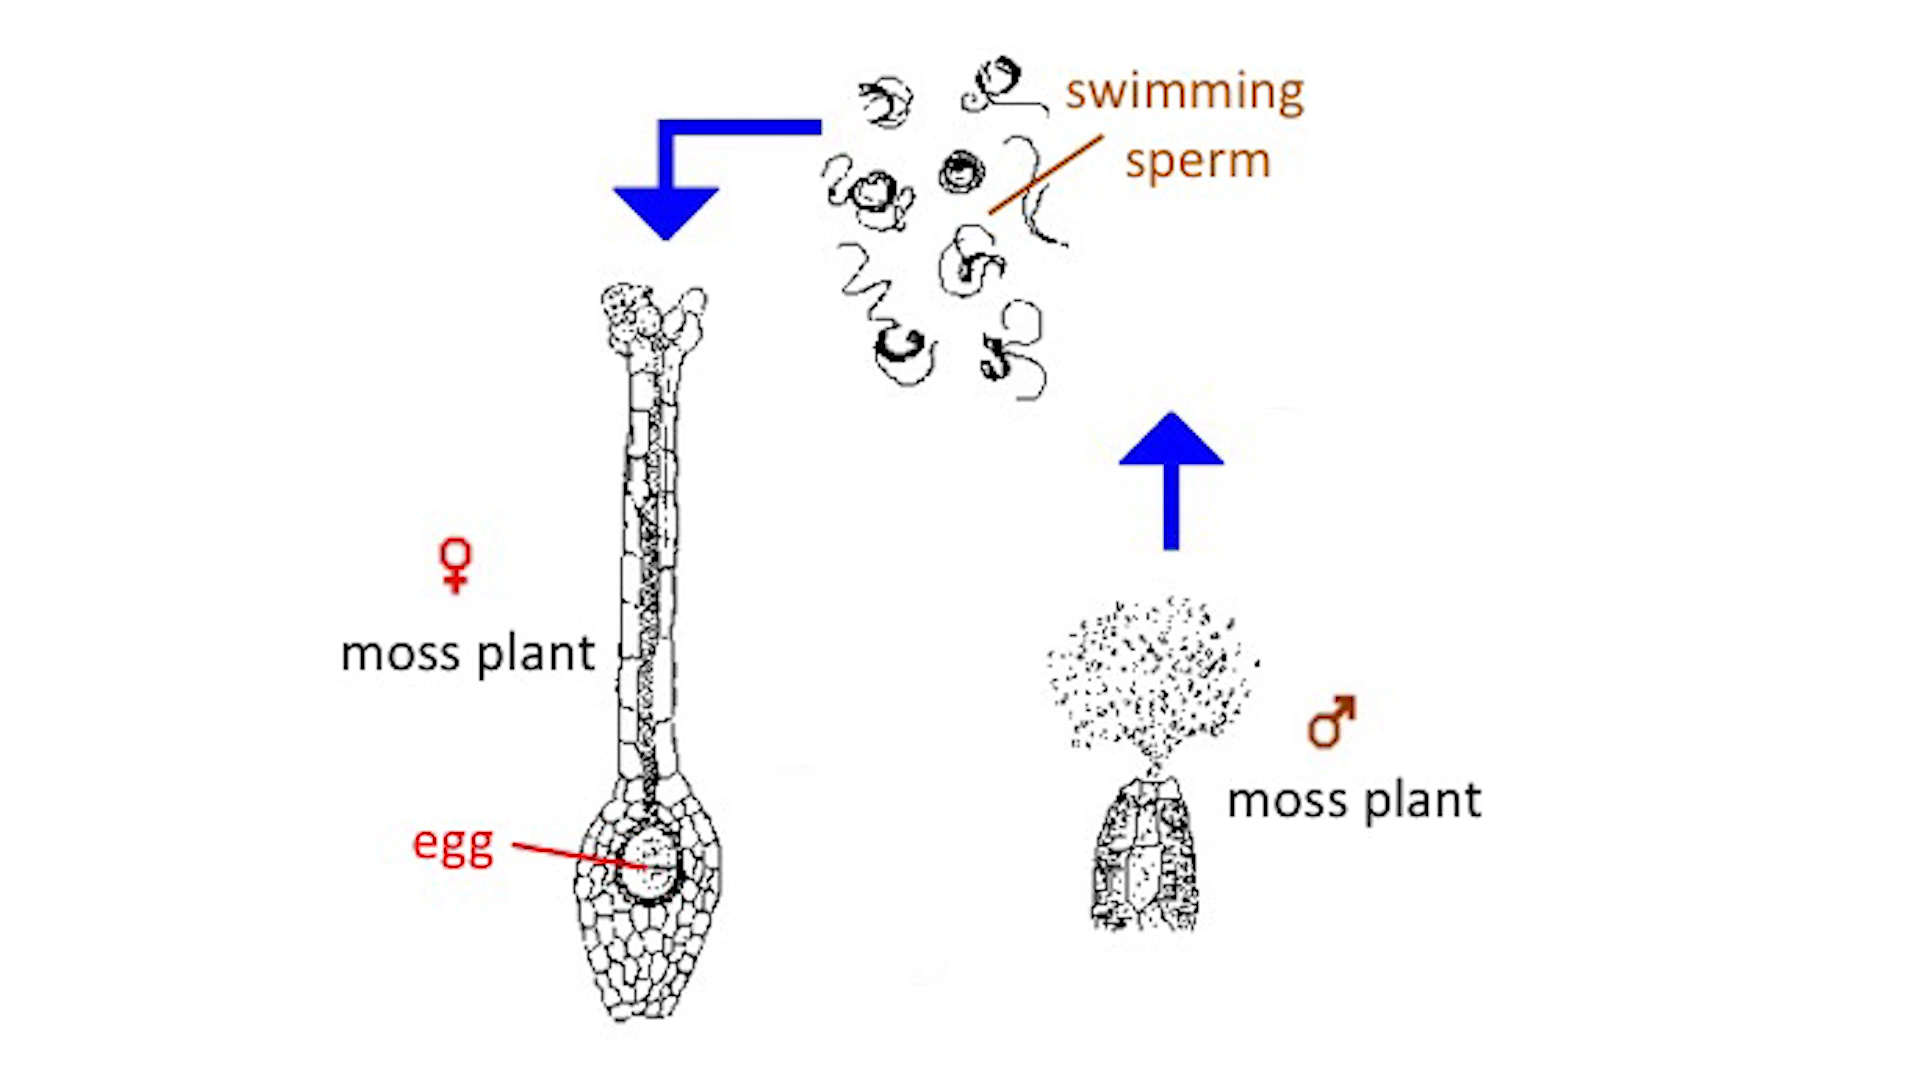 swimming
sperm
♀
moss plant
egg
♂
moss plant